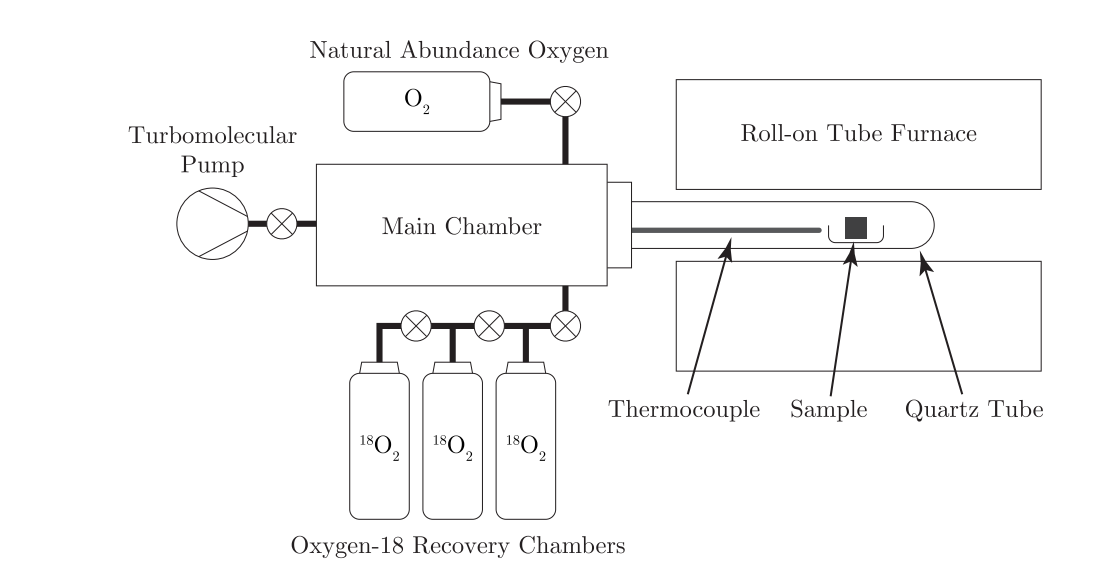 Natural Abundance Oxygen
O₂
Turbomolecular
Pump
Roll-on Tube Furnace
Main Chamber
Thermocouple
Sample
Quartz Tube
¹⁸O₂
¹⁸O₂
¹⁸O₂
Oxygen-18 Recovery Chambers